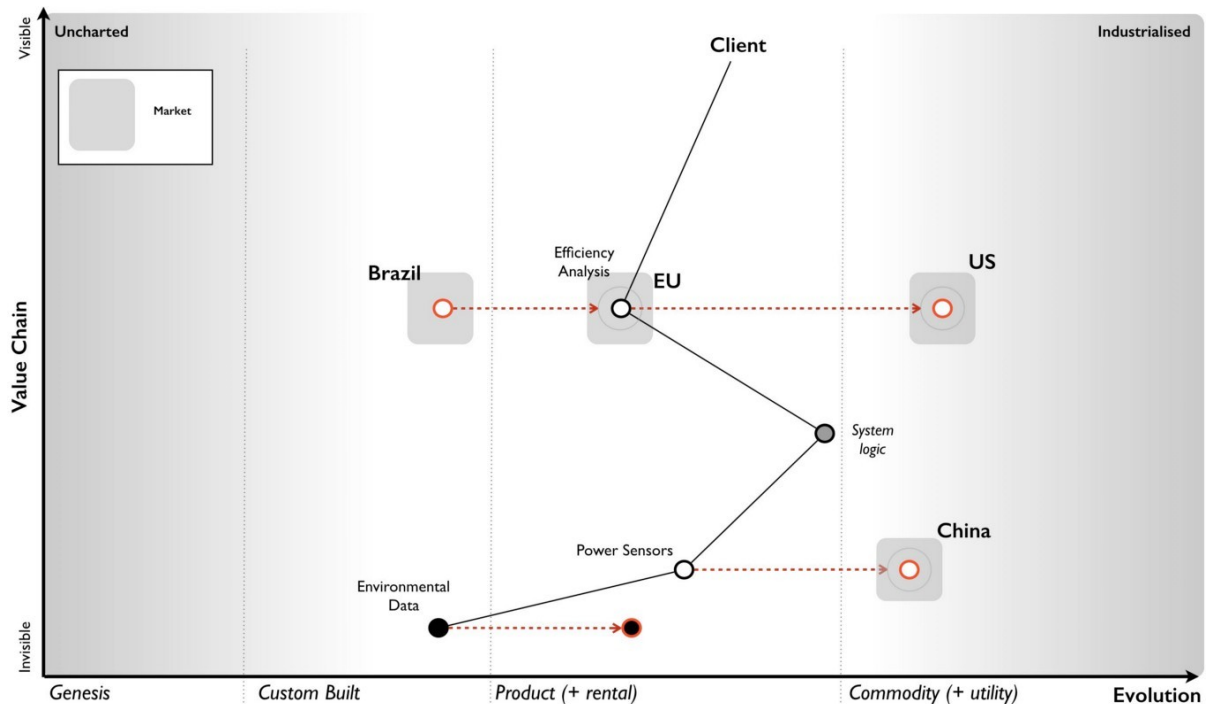 Visible
Uncharted
Client
Industrialised
Market
Efficiency
Analysis
Brazil
EU
US
Value Chain
System
logic
China
Power Sensors
Environmental
Data
Invisible
Genesis
Custom Built
Product (+ rental)
Commodity (+ utility)
Evolution